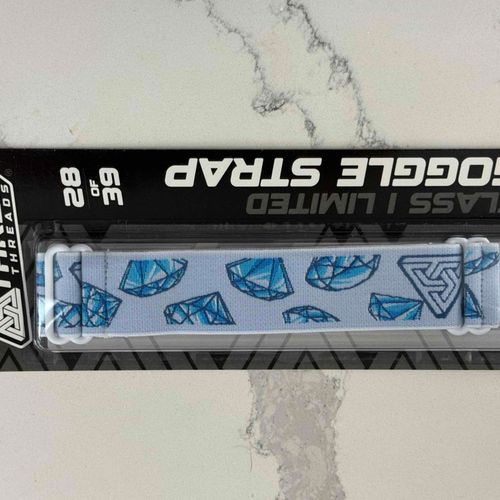 GOGGLE STRAP
CLASS I LIMITED
28
OF
39
THREADS